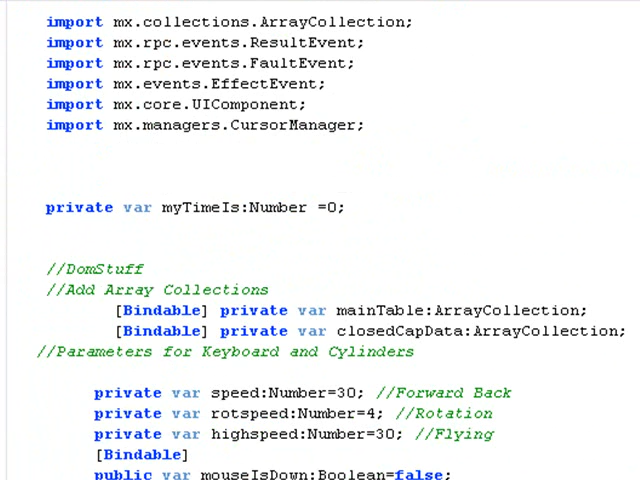 import mx.collections.ArrayCollection;
import mx.rpc.events.ResultEvent;
import mx.rpc.events.FaultEvent;
import mx.events.EffectEvent;
import mx.core.UIComponent;
import mx.managers.CursorManager;
private var myTimeIs:Number =0;
//DomStuff
//Add Array Collections
[Bindable] private var mainTable:ArrayCollection;
[Bindable] private var closedCapData:ArrayCollection;
//Parameters for Keyboard and Cylinders
private var speed:Number=30; //Forward Back
private var rotspeed:Number=4; //Rotation
private var highspeed:Number=30; //Flying
[Bindable]
public var mouseIsDown:Boolean=false;